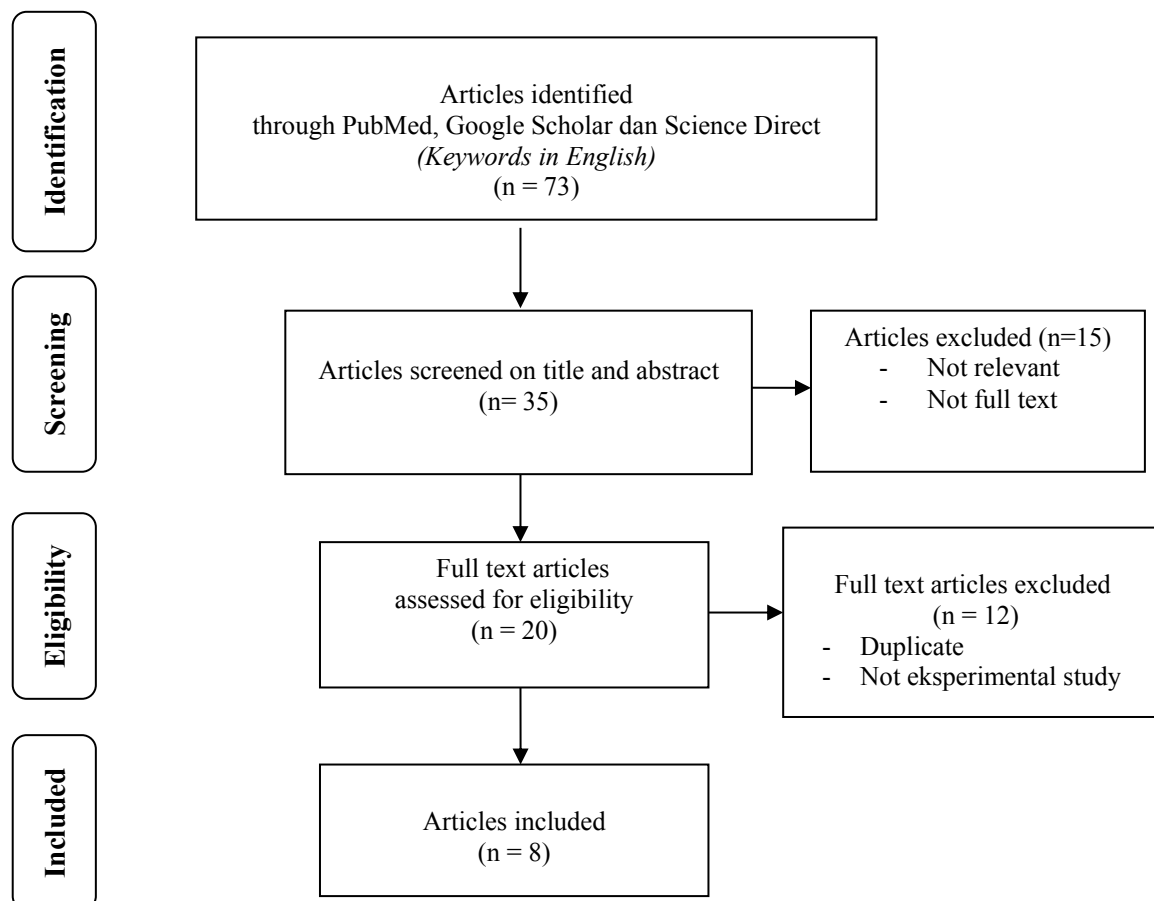 Identification
Articles identified
through PubMed, Google Scholar dan Science Direct
(Keywords in English)
(n = 73)
Screening
Articles screened on title and abstract
(n= 35)
Articles excluded (n=15)
- Not relevant
- Not full text
Eligibility
Full text articles
assessed for eligibility
(n = 20)
Full text articles excluded
(n = 12)
- Duplicate
- Not eksperimental study
Included
Articles included
(n = 8)